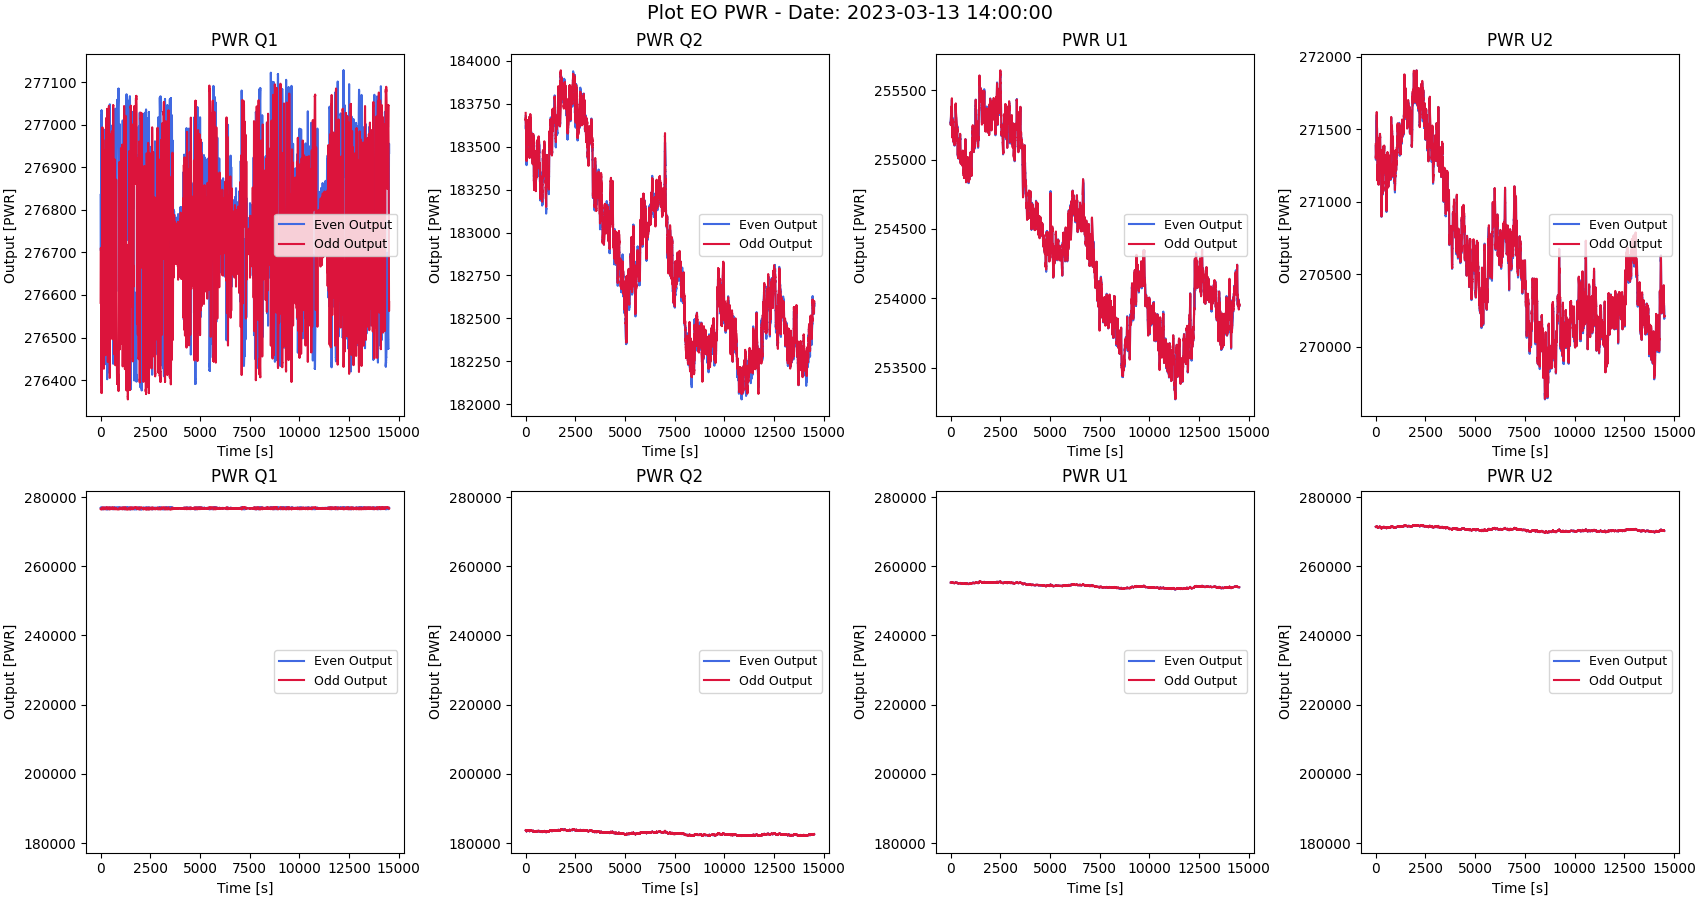 Plot EO PWR - Date: 2023-03-13 14:00:00
PWR Q1
Output [PWR]
277100
277000
276900
276800
276700
276600
276500
276400
Even Output
Odd Output
0 2500 5000 7500 10000 12500 15000
Time [s]
PWR Q2
Output [PWR]
184000
183750
183500
183250
183000
182750
182500
182250
182000
Even Output
Odd Output
0 2500 5000 7500 10000 12500 15000
Time [s]
PWR U1
Output [PWR]
255500
255000
254500
254000
253500
Even Output
Odd Output
0 2500 5000 7500 10000 12500 15000
Time [s]
PWR U2
Output [PWR]
272000
271500
271000
270500
270000
Even Output
Odd Output
0 2500 5000 7500 10000 12500 15000
Time [s]
PWR Q1
Output [PWR]
280000
260000
240000
220000
200000
180000
Even Output
Odd Output
0 2500 5000 7500 10000 12500 15000
Time [s]
PWR Q2
Output [PWR]
280000
260000
240000
220000
200000
180000
Even Output
Odd Output
0 2500 5000 7500 10000 12500 15000
Time [s]
PWR U1
Output [PWR]
280000
260000
240000
220000
200000
180000
Even Output
Odd Output
0 2500 5000 7500 10000 12500 15000
Time [s]
PWR U2
Output [PWR]
280000
260000
240000
220000
200000
180000
Even Output
Odd Output
0 2500 5000 7500 10000 12500 15000
Time [s]